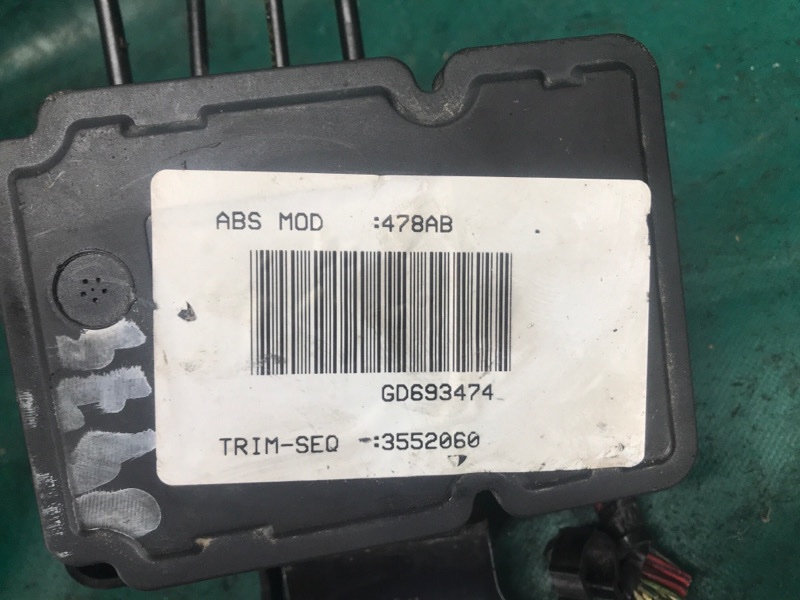 ABS MOD :478AB
GD693474
TRIM-SEQ -:3552060